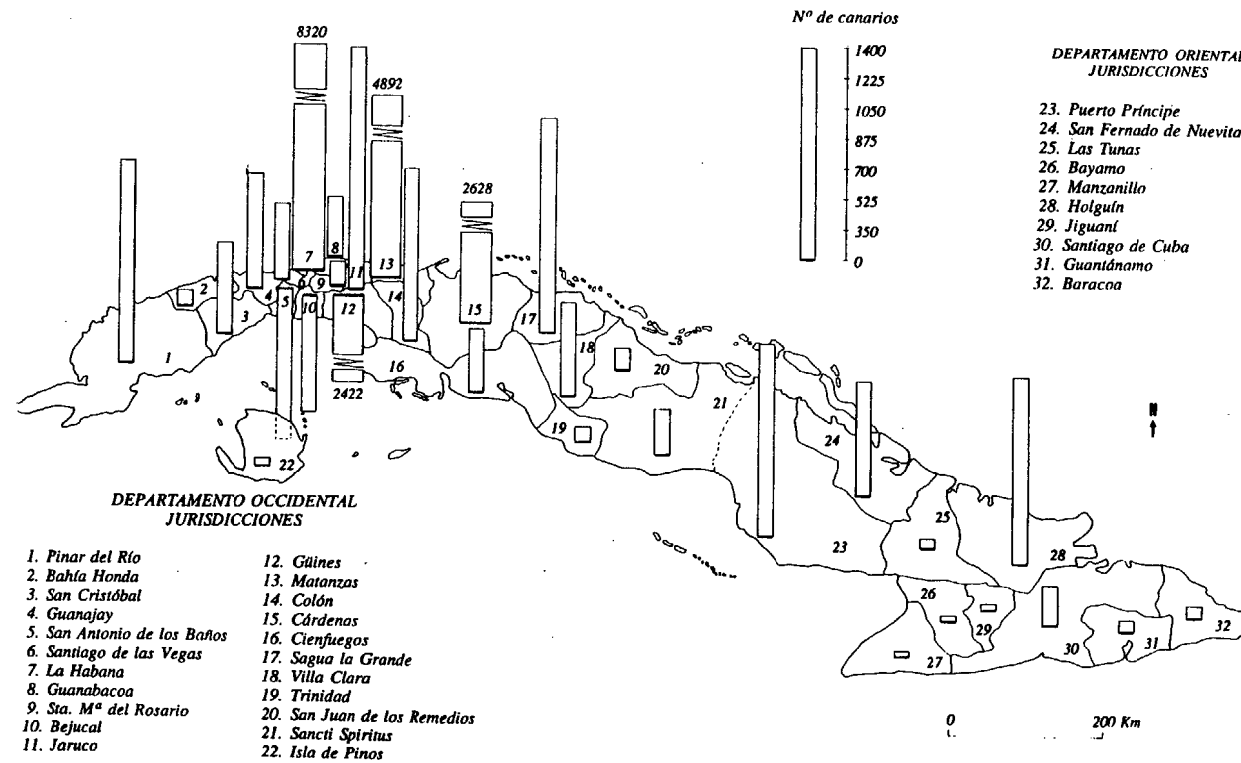 8320
4892
2628
2422
Nº de canarios
1400
1225
1050
875
700
525
350
0
DEPARTAMENTO ORIENTAL
JURISDICCIONES
23. Puerto Príncipe
24. San Fernado de Nuevita
25. Las Tunas
26. Bayamo
27. Manzanillo
28. Holguín
29. Jiguaní
30. Santiago de Cuba
31. Guantánamo
32. Baracoa
1
2
3
4
5
6
7
8
9
10
11
12
13
14
15
16
17
18
19
20
21
22
23
24
25
26
27
28
29
30
31
32
N
DEPARTAMENTO OCCIDENTAL
JURISDICCIONES
1. Pinar del Río
2. Bahía Honda
3. San Cristóbal
4. Guanajay
5. San Antonio de los Baños
6. Santiago de las Vegas
7. La Habana
8. Guanabacoa
9. Sta. Mª del Rosario
10. Bejucal
11. Jaruco
12. Güines
13. Matanzas
14. Colón
15. Cárdenas
16. Cienfuegos
17. Sagua la Grande
18. Villa Clara
19. Trinidad
20. San Juan de los Remedios
21. Sancti Spiritus
22. Isla de Pinos
0 200 Km